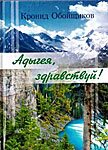 Кронид Обойщиков
Адыгея,
здравствуй!